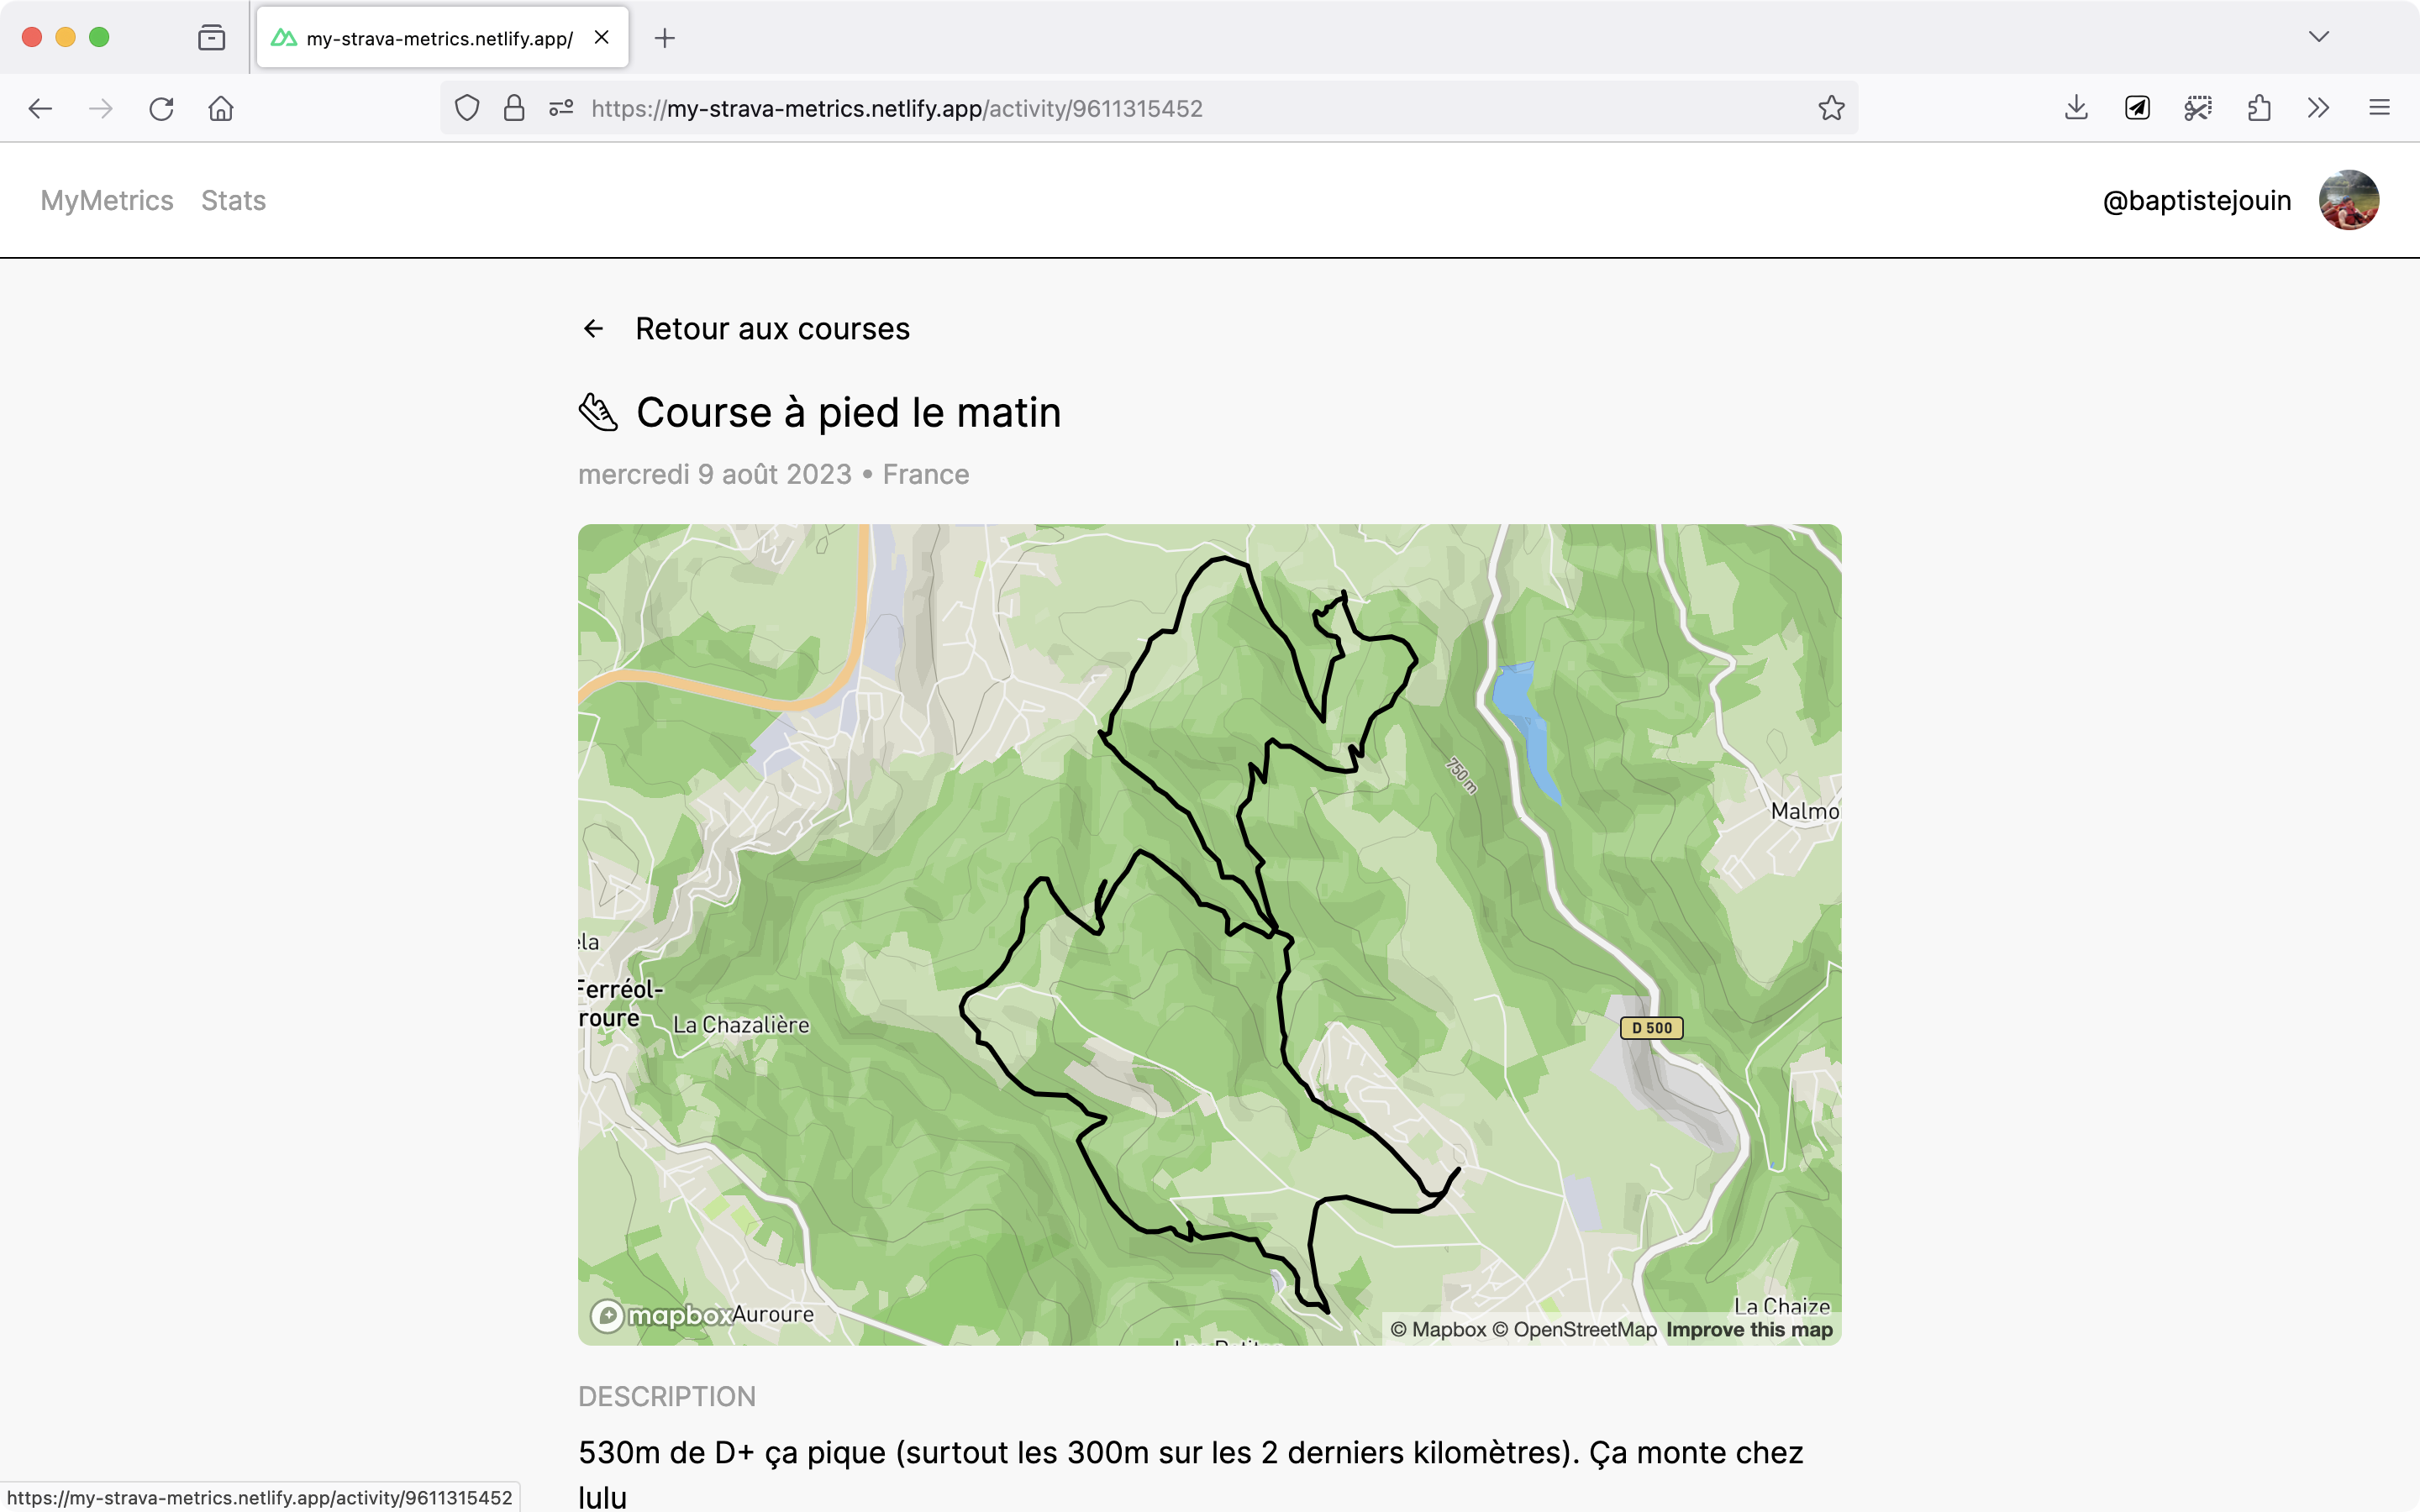 my-strava-metrics.netlify.app/
https://my-strava-metrics.netlify.app/activity/9611315452
MyMetrics Stats
@baptistejouin
Retour aux courses
Course à pied le matin
mercredi 9 août 2023 • France
750 m
Malmo
ela
Ferréol-
roure
La Chazalière
D 500
La Chaize
mapbox
Auroure
© Mapbox © OpenStreetMap Improve this map
DESCRIPTION
530m de D+ ça pique (surtout les 300m sur les 2 derniers kilomètres). Ça monte chez
lulu
https://my-strava-metrics.netlify.app/activity/9611315452